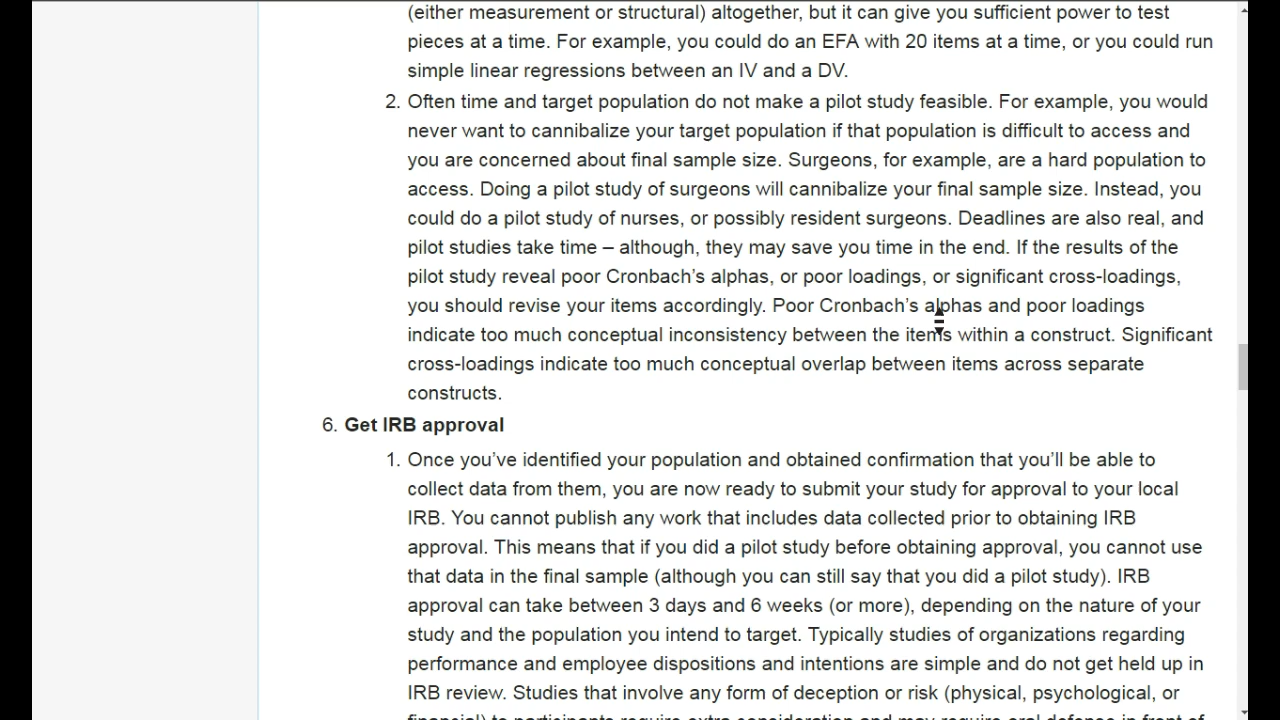 (either measurement or structural) altogether, but it can give you sufficient power to test
pieces at a time. For example, you could do an EFA with 20 items at a time, or you could run
simple linear regressions between an IV and a DV.
2. Often time and target population do not make a pilot study feasible. For example, you would
never want to cannibalize your target population if that population is difficult to access and
you are concerned about final sample size. Surgeons, for example, are a hard population to
access. Doing a pilot study of surgeons will cannibalize your final sample size. Instead, you
could do a pilot study of nurses, or possibly resident surgeons. Deadlines are also real, and
pilot studies take time – although, they may save you time in the end. If the results of the
pilot study reveal poor Cronbach’s alphas, or poor loadings, or significant cross-loadings,
you should revise your items accordingly. Poor Cronbach’s alphas and poor loadings
indicate too much conceptual inconsistency between the items within a construct. Significant
cross-loadings indicate too much conceptual overlap between items across separate
constructs.
6. Get IRB approval
1. Once you’ve identified your population and obtained confirmation that you’ll be able to
collect data from them, you are now ready to submit your study for approval to your local
IRB. You cannot publish any work that includes data collected prior to obtaining IRB
approval. This means that if you did a pilot study before obtaining approval, you cannot use
that data in the final sample (although you can still say that you did a pilot study). IRB
approval can take between 3 days and 6 weeks (or more), depending on the nature of your
study and the population you intend to target. Typically studies of organizations regarding
performance and employee dispositions and intentions are simple and do not get held up in
IRB review. Studies that involve any form of deception or risk (physical, psychological, or
financial) to participants require extra consideration and may require oral defense in front of